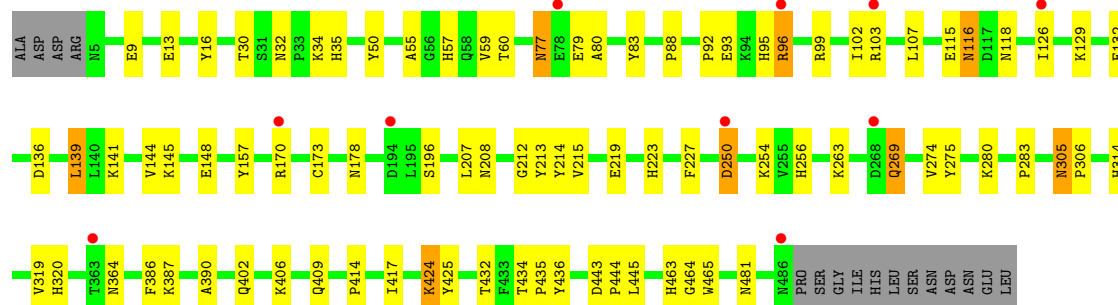 ALA ASP ASP ARG N5 E9 E13 Y16 T30 S31 N32 P33 K34 H35 Y50 A55 G56 H57 Q58 V59 T60 N77 E78 E79 A80 Y83 P88 P92 E93 K94 H95 R96 R99 I102 R103 L107 E115 N116 D117 N118 I126 K129
D136 L139 L140 K141 V144 K145 E148 Y157 R170 C173 N178 D194 L195 S196 L207 N208 G212 Y213 Y214 V215 E219 H223 F227 D250 K254 V255 H256 K263 D268 Q269 V274 Y275 K280 P283 N305 P306
V319 H320 T363 N364 F386 K387 A390 Q402 K406 Q409 P414 I417 K424 Y425 T432 F433 T434 P435 Y436 D443 P444 L445 H463 G464 W465 N481 N486 PRO SER GLY ILE HIS LEU SER ASN ASP ASN GLU LEU